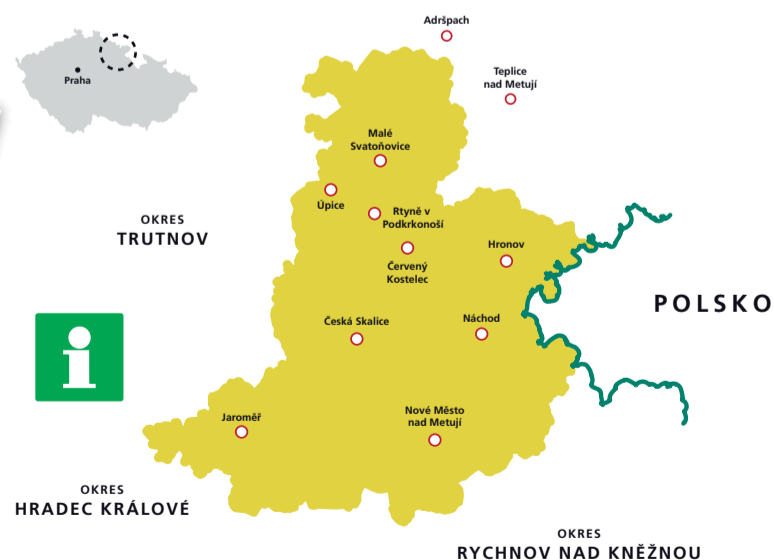 Adršpach
Teplice
nad Metují
Praha
Malé
Svatoňovice
Úpice
Rtyně v
Podkrkonoší
OKRES
TRUTNOV
Hronov
Červený
Kostelec
POLSKO
Česká Skalice
Náchod
i
Jaroměř
Nové Město
nad Metují
OKRES
HRADEC KRÁLOVÉ
OKRES
RYCHNOV NAD KNĚŽNOU